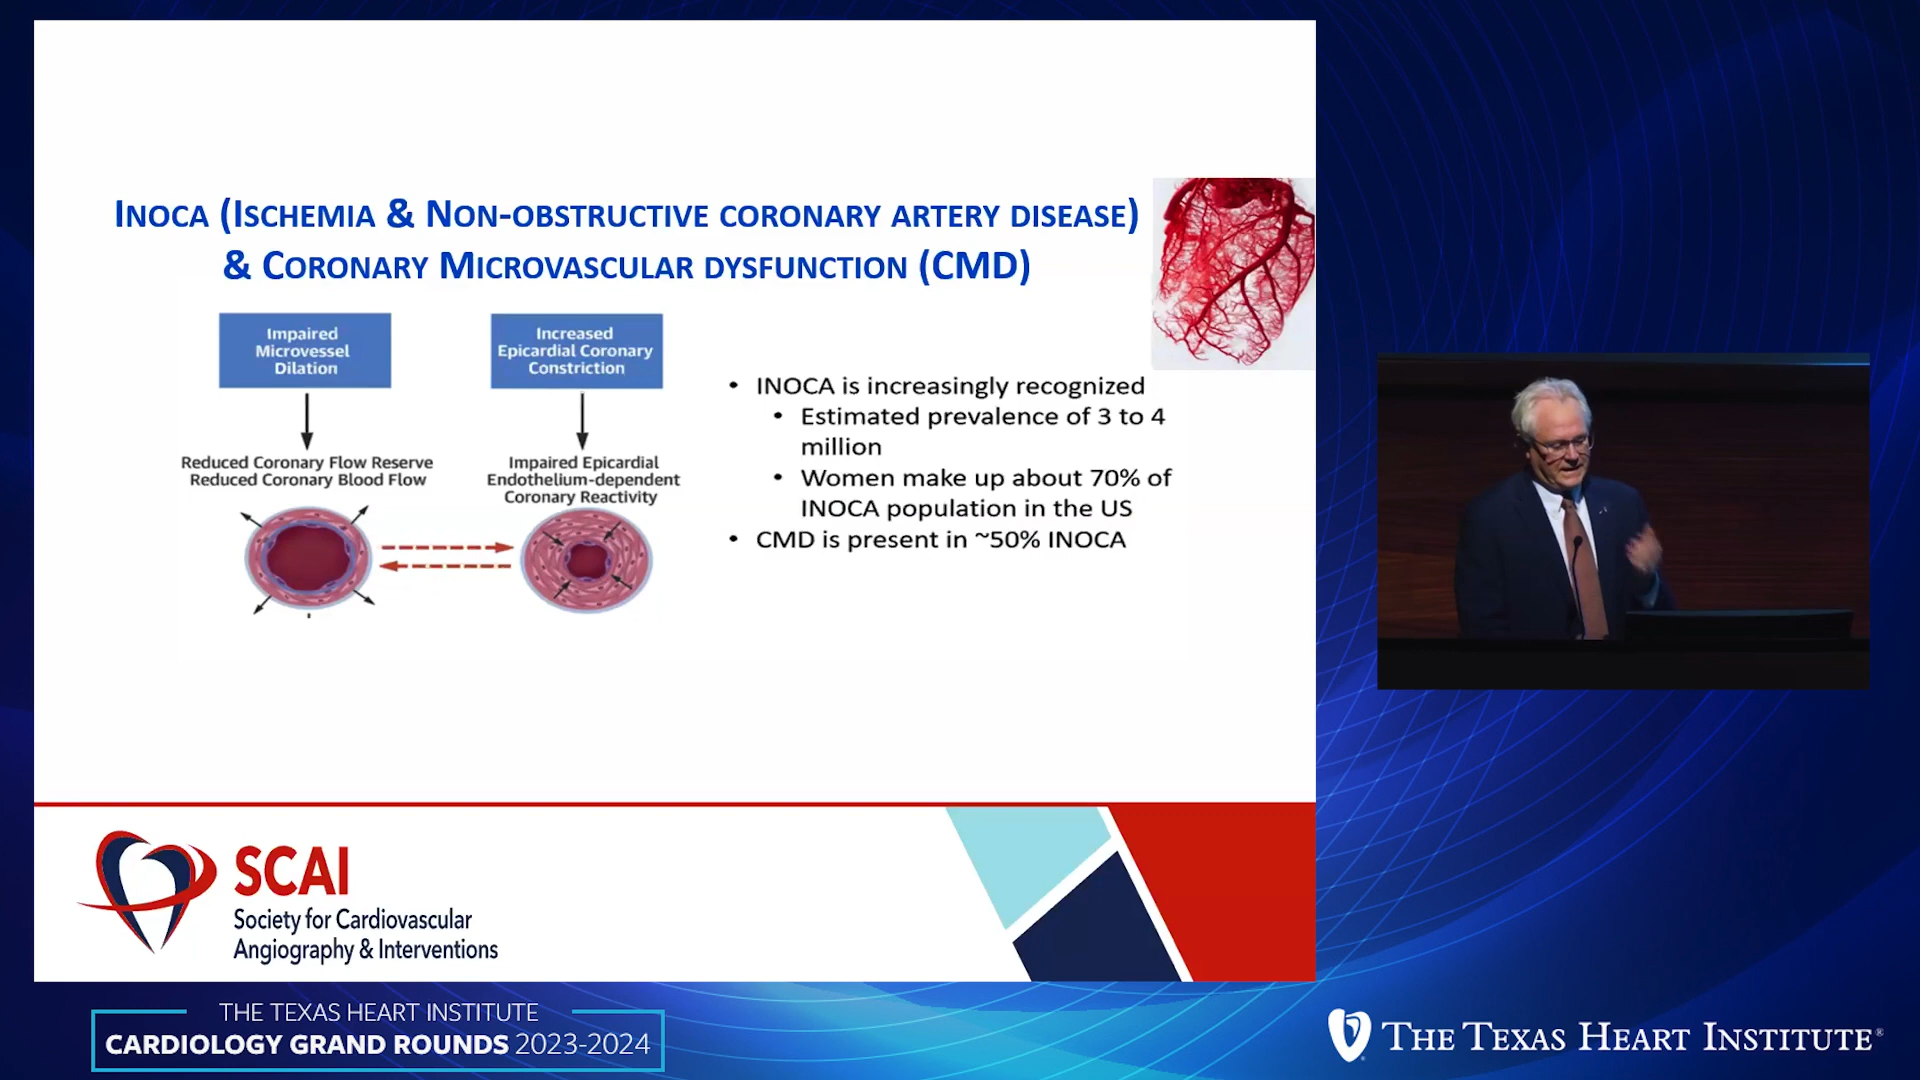 INOCA (ISCHEMIA & NON-OBSTRUCTIVE CORONARY ARTERY DISEASE)
& CORONARY MICROVASCULAR DYSFUNCTION (CMD)
Impaired
Microvessel
Dilation
Increased
Epicardial Coronary
Constriction
Reduced Coronary Flow Reserve
Reduced Coronary Blood Flow
Impaired Epicardial
Endothelium-dependent
Coronary Reactivity
• INOCA is increasingly recognized
• Estimated prevalence of 3 to 4
million
• Women make up about 70% of
INOCA population in the US
• CMD is present in ~50% INOCA
SCAI
Society for Cardiovascular
Angiography & Interventions
THE TEXAS HEART INSTITUTE
CARDIOLOGY GRAND ROUNDS 2023-2024
THE TEXAS HEART INSTITUTE®